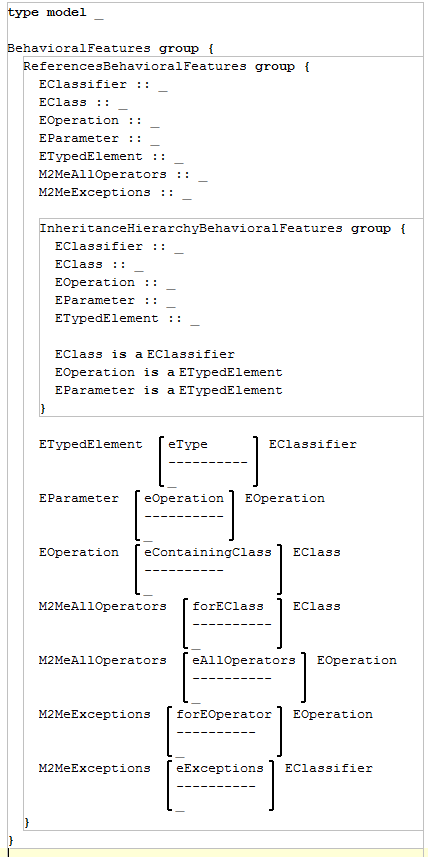 type model _
BehavioralFeatures group {
ReferencesBehavioralFeatures group {
EClassifier :: _
EClass :: _
EOperation :: _
EParameter :: _
ETypedElement :: _
M2MeAllOperators :: _
M2MeExceptions :: _
InheritanceHierarchyBehavioralFeatures group {
EClassifier :: _
EClass :: _
EOperation :: _
EParameter :: _
ETypedElement :: _
EClass is a EClassifier
EOperation is a ETypedElement
EParameter is a ETypedElement
}
ETypedElement [ eType ] EClassifier
----------
_
EParameter [ eOperation ] EOperation
----------
_
EOperation [ eContainingClass ] EClass
----------
_
M2MeAllOperators [ forEClass ] EClass
----------
_
M2MeAllOperators [ eAllOperators ] EOperation
----------
_
M2MeExceptions [ forEOperator ] EOperation
----------
_
M2MeExceptions [ eExceptions ] EClassifier
----------
_
}
}